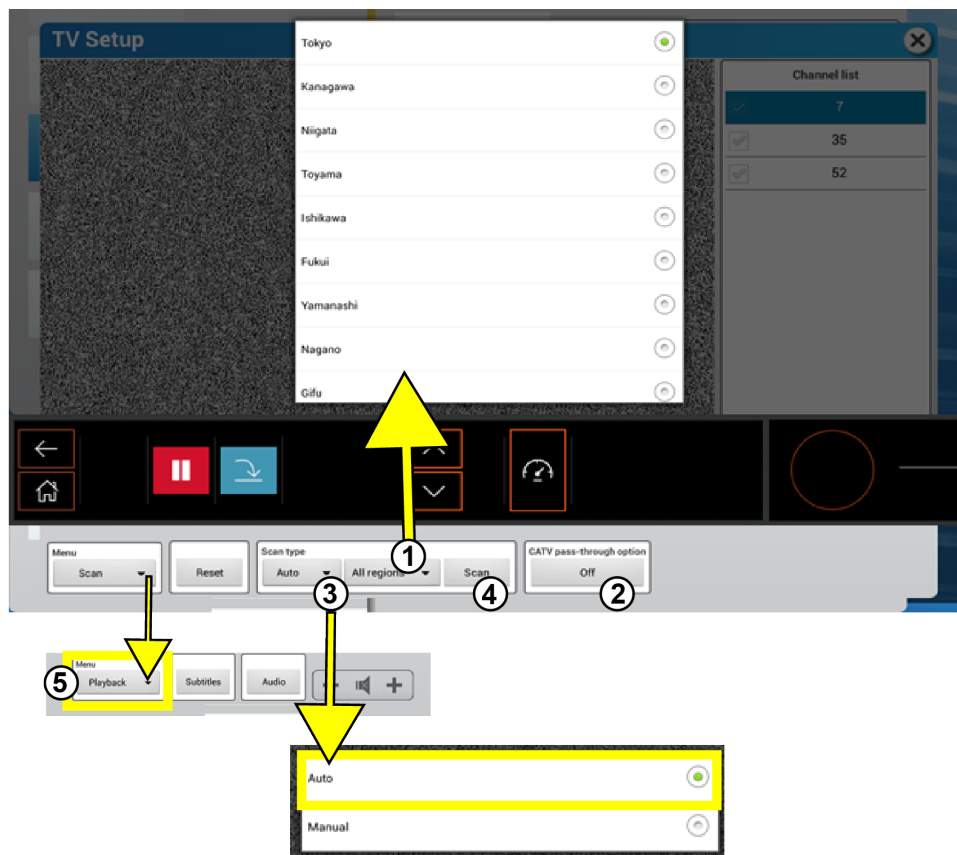 TV Setup
Tokyo
Kanagawa
Niigata
Toyama
Ishikawa
Fukui
Yamanashi
Nagano
Gifu
Channel list
7
35
52
Menu
Scan
Reset
Scan type
Auto
All regions
Scan
CATV pass-through option
Off
1
2
3
4
Menu
Playback
Subtitles
Audio
5
Auto
Manual